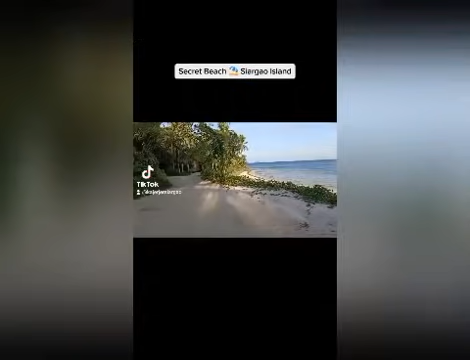 Secret Beach 🏖 Siargao Island
TikTok